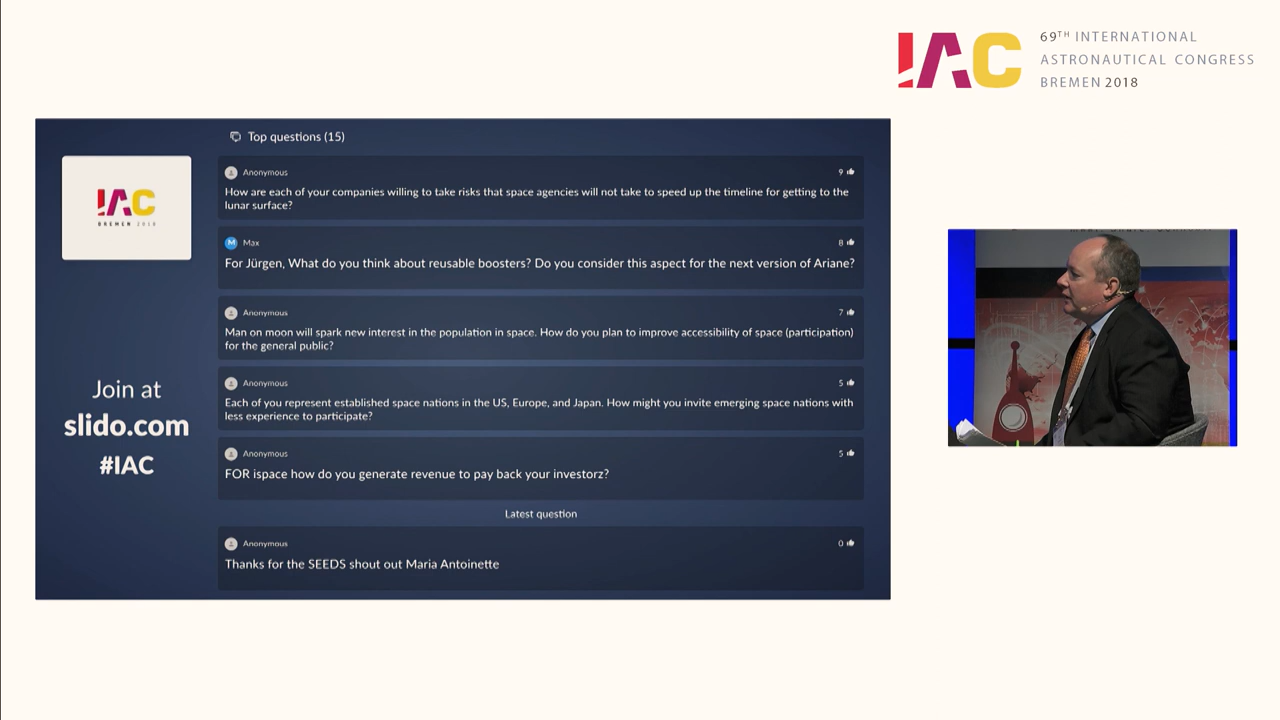 IAC
69TH INTERNATIONAL
ASTRONAUTICAL CONGRESS
BREMEN 2018
Top questions (15)
IAC
BREMEN 2018
Join at
slido.com
#IAC
Anonymous
9
How are each of your companies willing to take risks that space agencies will not take to speed up the timeline for getting to the
lunar surface?
M Max
8
For Jürgen, What do you think about reusable boosters? Do you consider this aspect for the next version of Ariane?
Anonymous
7
Man on moon will spark new interest in the population in space. How do you plan to improve accessibility of space (participation)
for the general public?
Anonymous
5
Each of you represent established space nations in the US, Europe, and Japan. How might you invite emerging space nations with
less experience to participate?
Anonymous
5
FOR ispace how do you generate revenue to pay back your investorz?
Latest question
Anonymous
0
Thanks for the SEEDS shout out Maria Antoinette